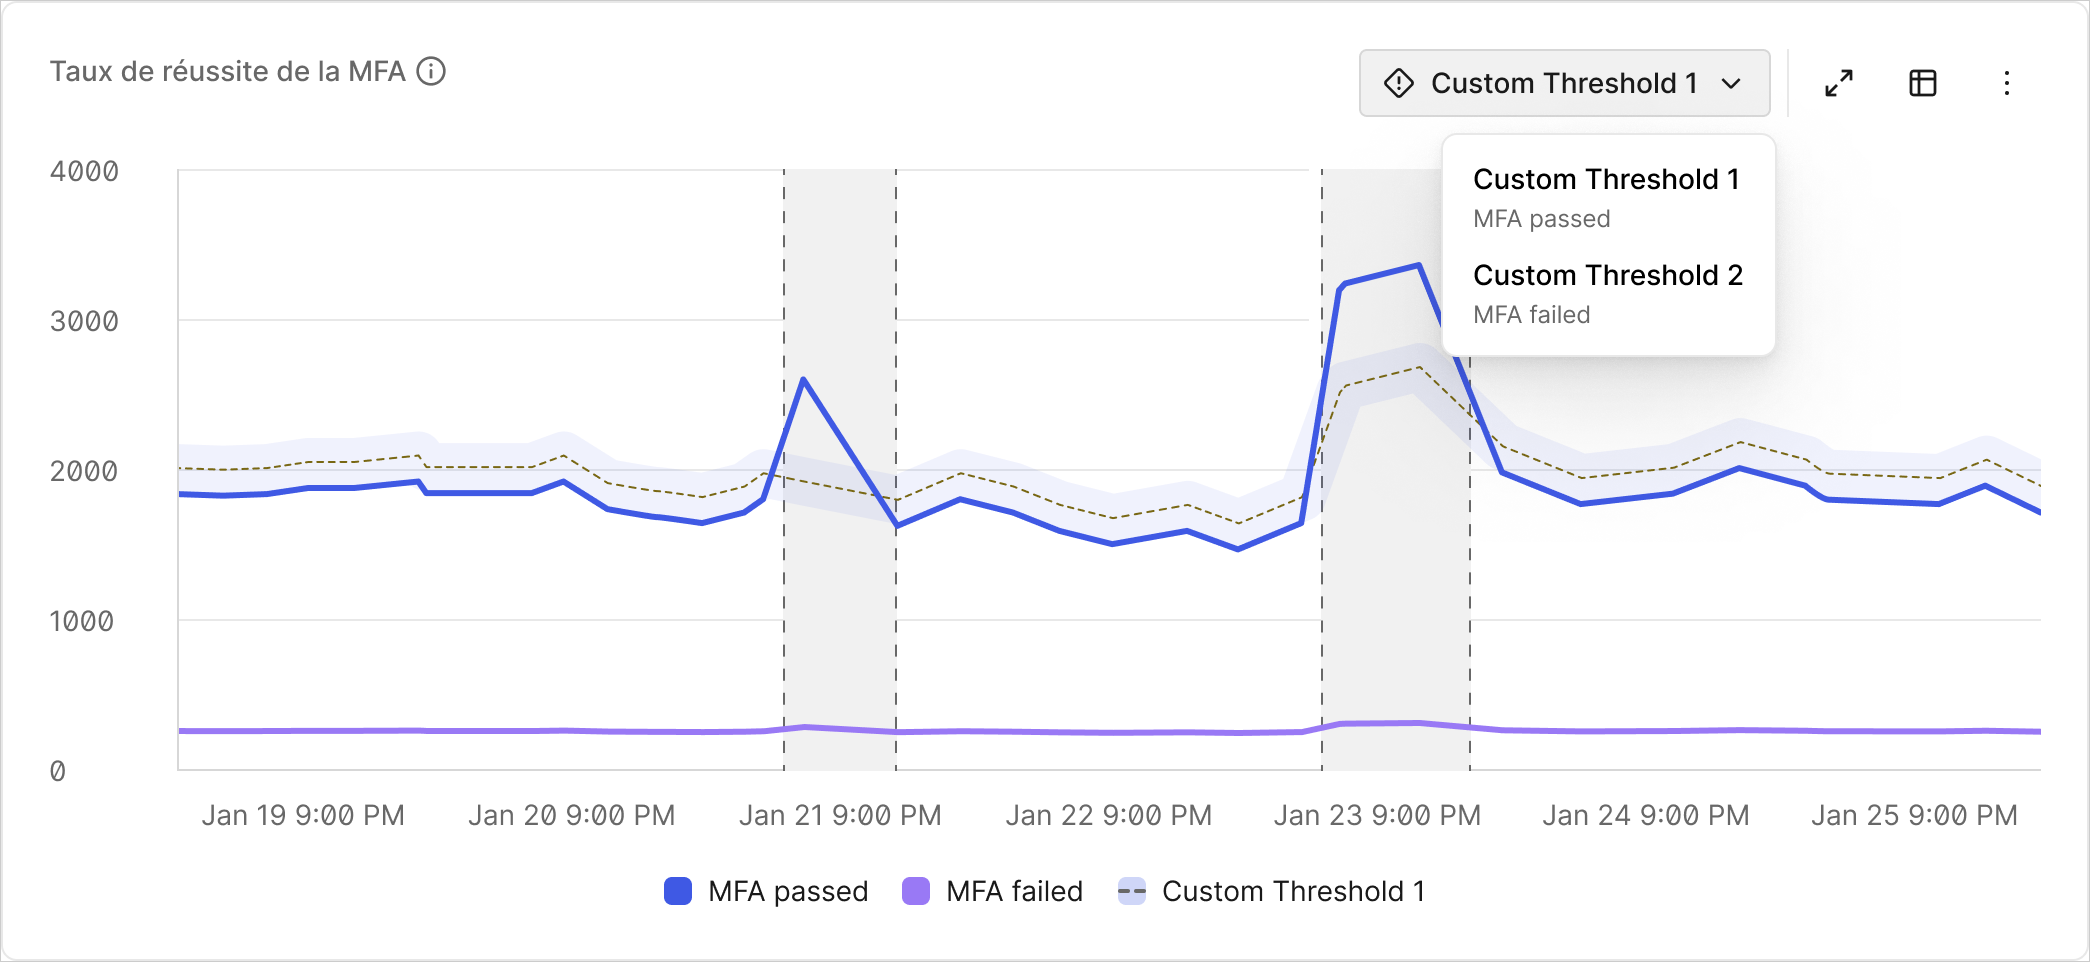 Taux de réussite de la MFA
Custom Threshold 1
Custom Threshold 1
MFA passed
Custom Threshold 2
MFA failed
4000
3000
2000
1000
0
Jan 19 9:00 PM
Jan 20 9:00 PM
Jan 21 9:00 PM
Jan 22 9:00 PM
Jan 23 9:00 PM
Jan 24 9:00 PM
Jan 25 9:00 PM
MFA passed
MFA failed
Custom Threshold 1